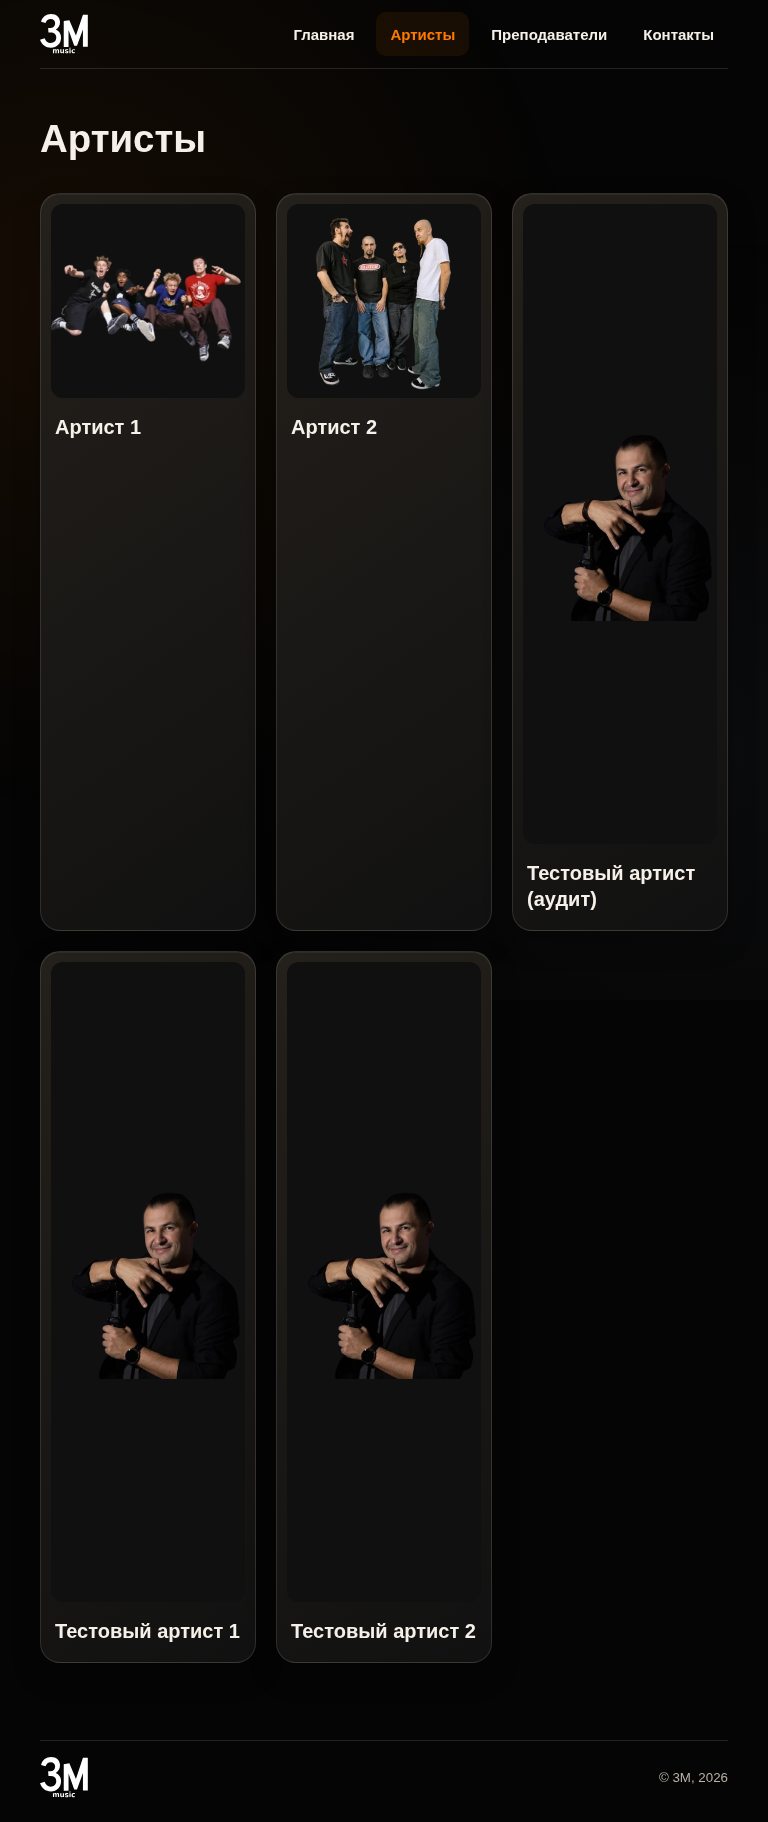 3M
music
Главная
Артисты
Преподаватели
Контакты
Артисты
Артист 1
Артист 2
Тестовый артист
(аудит)
Тестовый артист 1
Тестовый артист 2
3M
music
© 3M, 2026